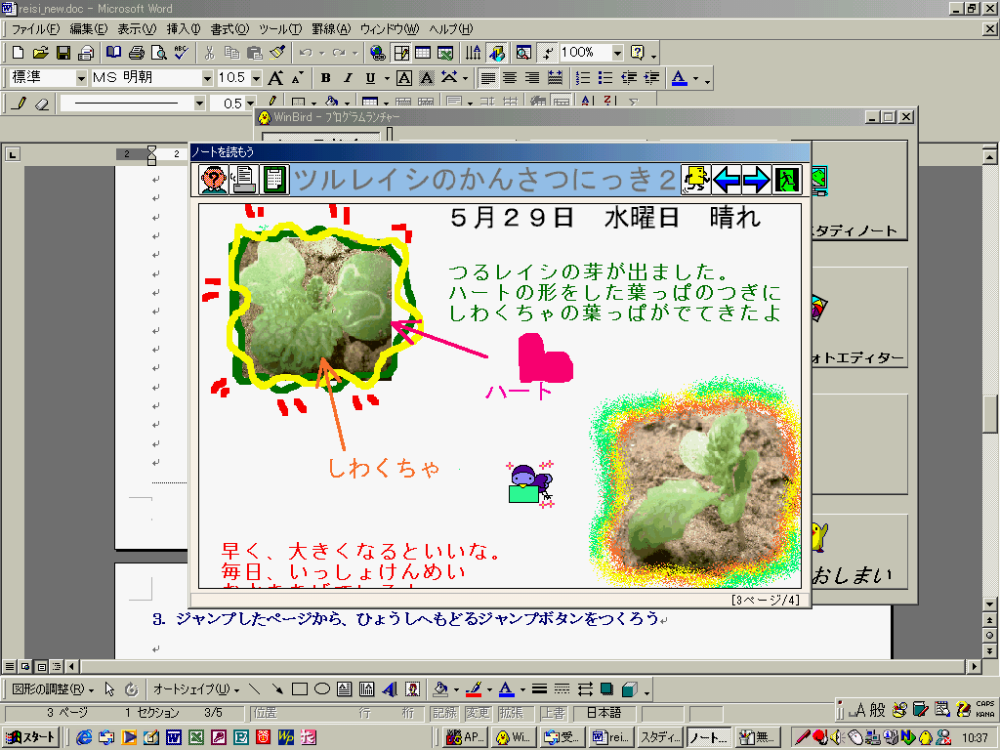 reisi_new.doc - Microsoft Word
ファイル(F) 編集(E) 表示(V) 挿入(I) 書式(O) ツール(T) 罫線(A) ウィンドウ(W) ヘルプ(H)
100%
標準 MS 明朝 10.5 B I U A A A
0.5
WinBird - プログラムランチャー
2 2
ノートを読もう
ツルレイシのかんさつにっき2
5月29日 水曜日 晴れ
つるレイシの芽が出ました。
ハートの形をした葉っぱのつぎに
しわくちゃの葉っぱがでてきたよ
ハート
しわくちゃ
早く、大きくなるといいな。
毎日、いっしょけんめい
[3ページ/4]
タディノート
ォトエディター
おしまい
3. ジャンプしたページから、ひょうしへもどるジャンプボタンをつくろう
図形の調整(R) オートシェイプ(U)
3 ページ 1 セクション 3/5 位置 行 桁 記録 変更 拡張 上書 日本語
A般 CAPS KANA
スタート AP... Wi... 受... rei... スタディ... ノート... 無... 10:37